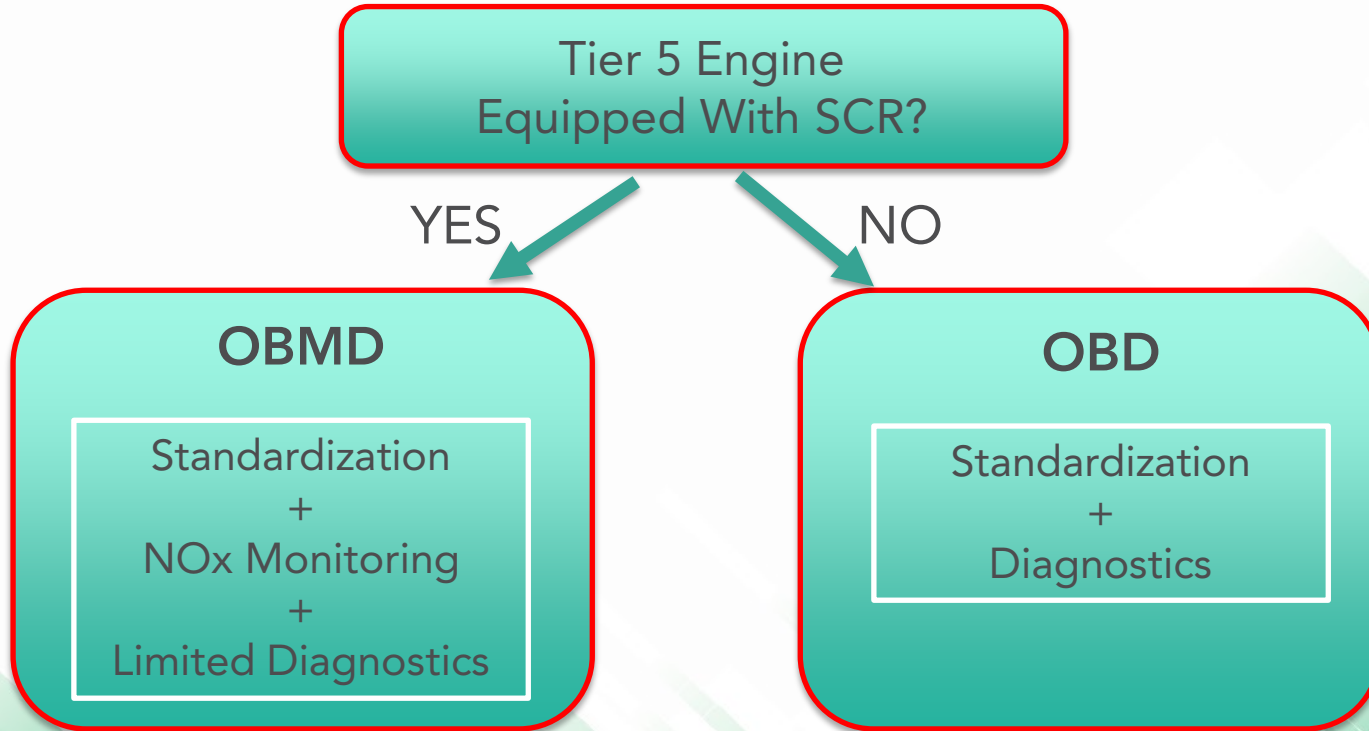 Tier 5 Engine
Equipped With SCR?
YES
NO
OBMD
Standardization
+
NOx Monitoring
+
Limited Diagnostics
OBD
Standardization
+
Diagnostics